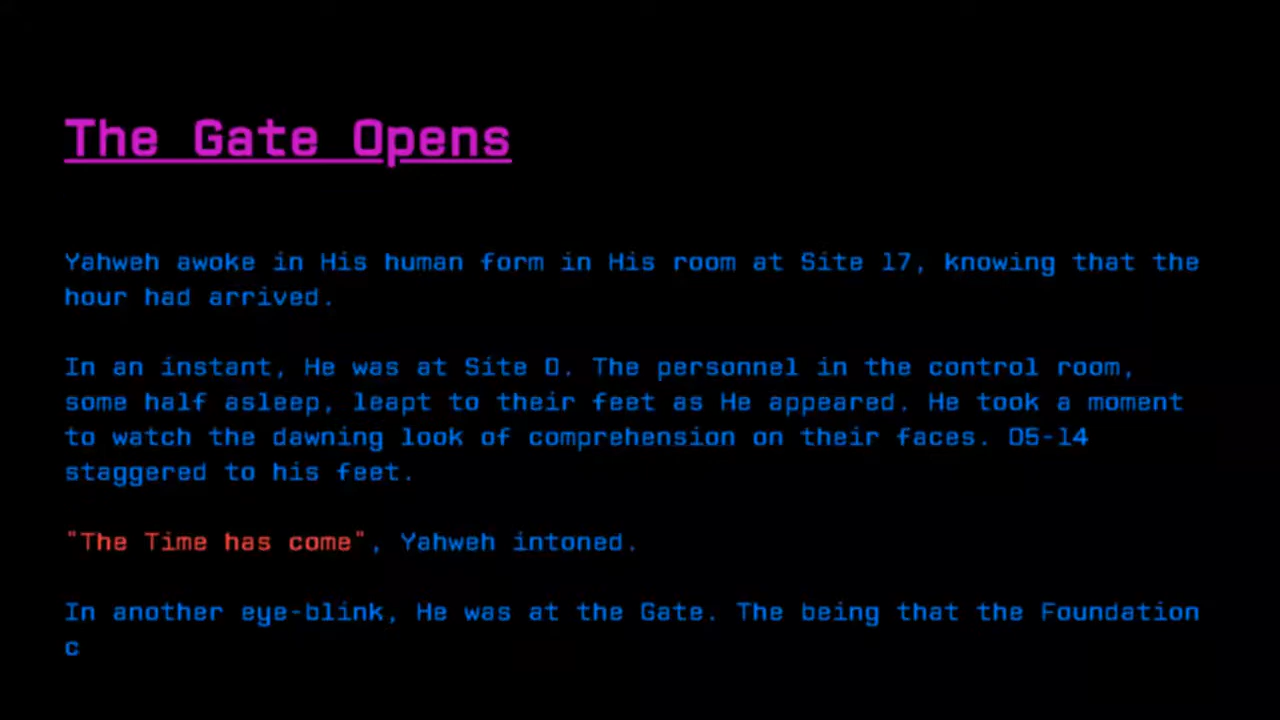 The Gate Opens
Yahweh awoke in His human form in His room at Site 17, knowing that the
hour had arrived.
In an instant, He was at Site 0. The personnel in the control room,
some half asleep, leapt to their feet as He appeared. He took a moment
to watch the dawning look of comprehension on their faces. O5-14
staggered to his feet.
"The Time has come", Yahweh intoned.
In another eye-blink, He was at the Gate. The being that the Foundation
c